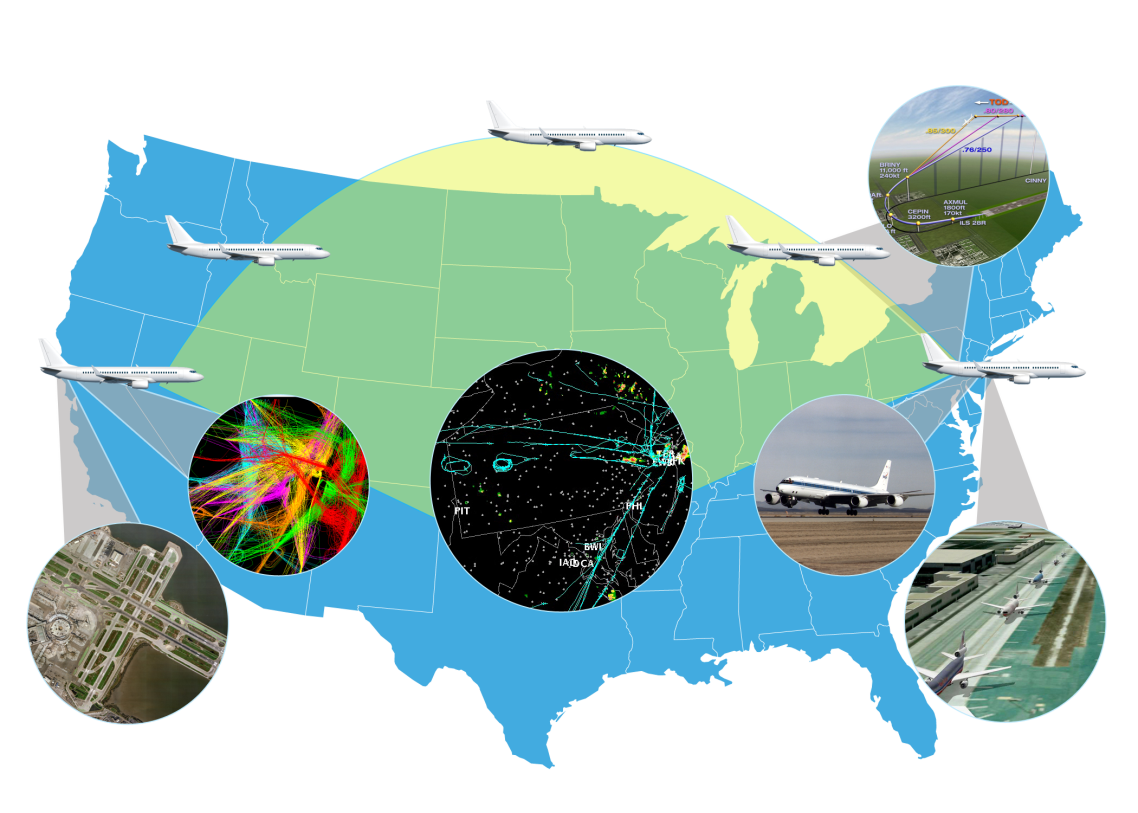 TOD
.80/280
.85/300
.76/250
BRINY
11,000 ft
240kt
CINNY
AXMUL
1800ft
170kt
CEPIN
3200ft
ILS 28R
PIT
PHL
BWI
IAD
DCA